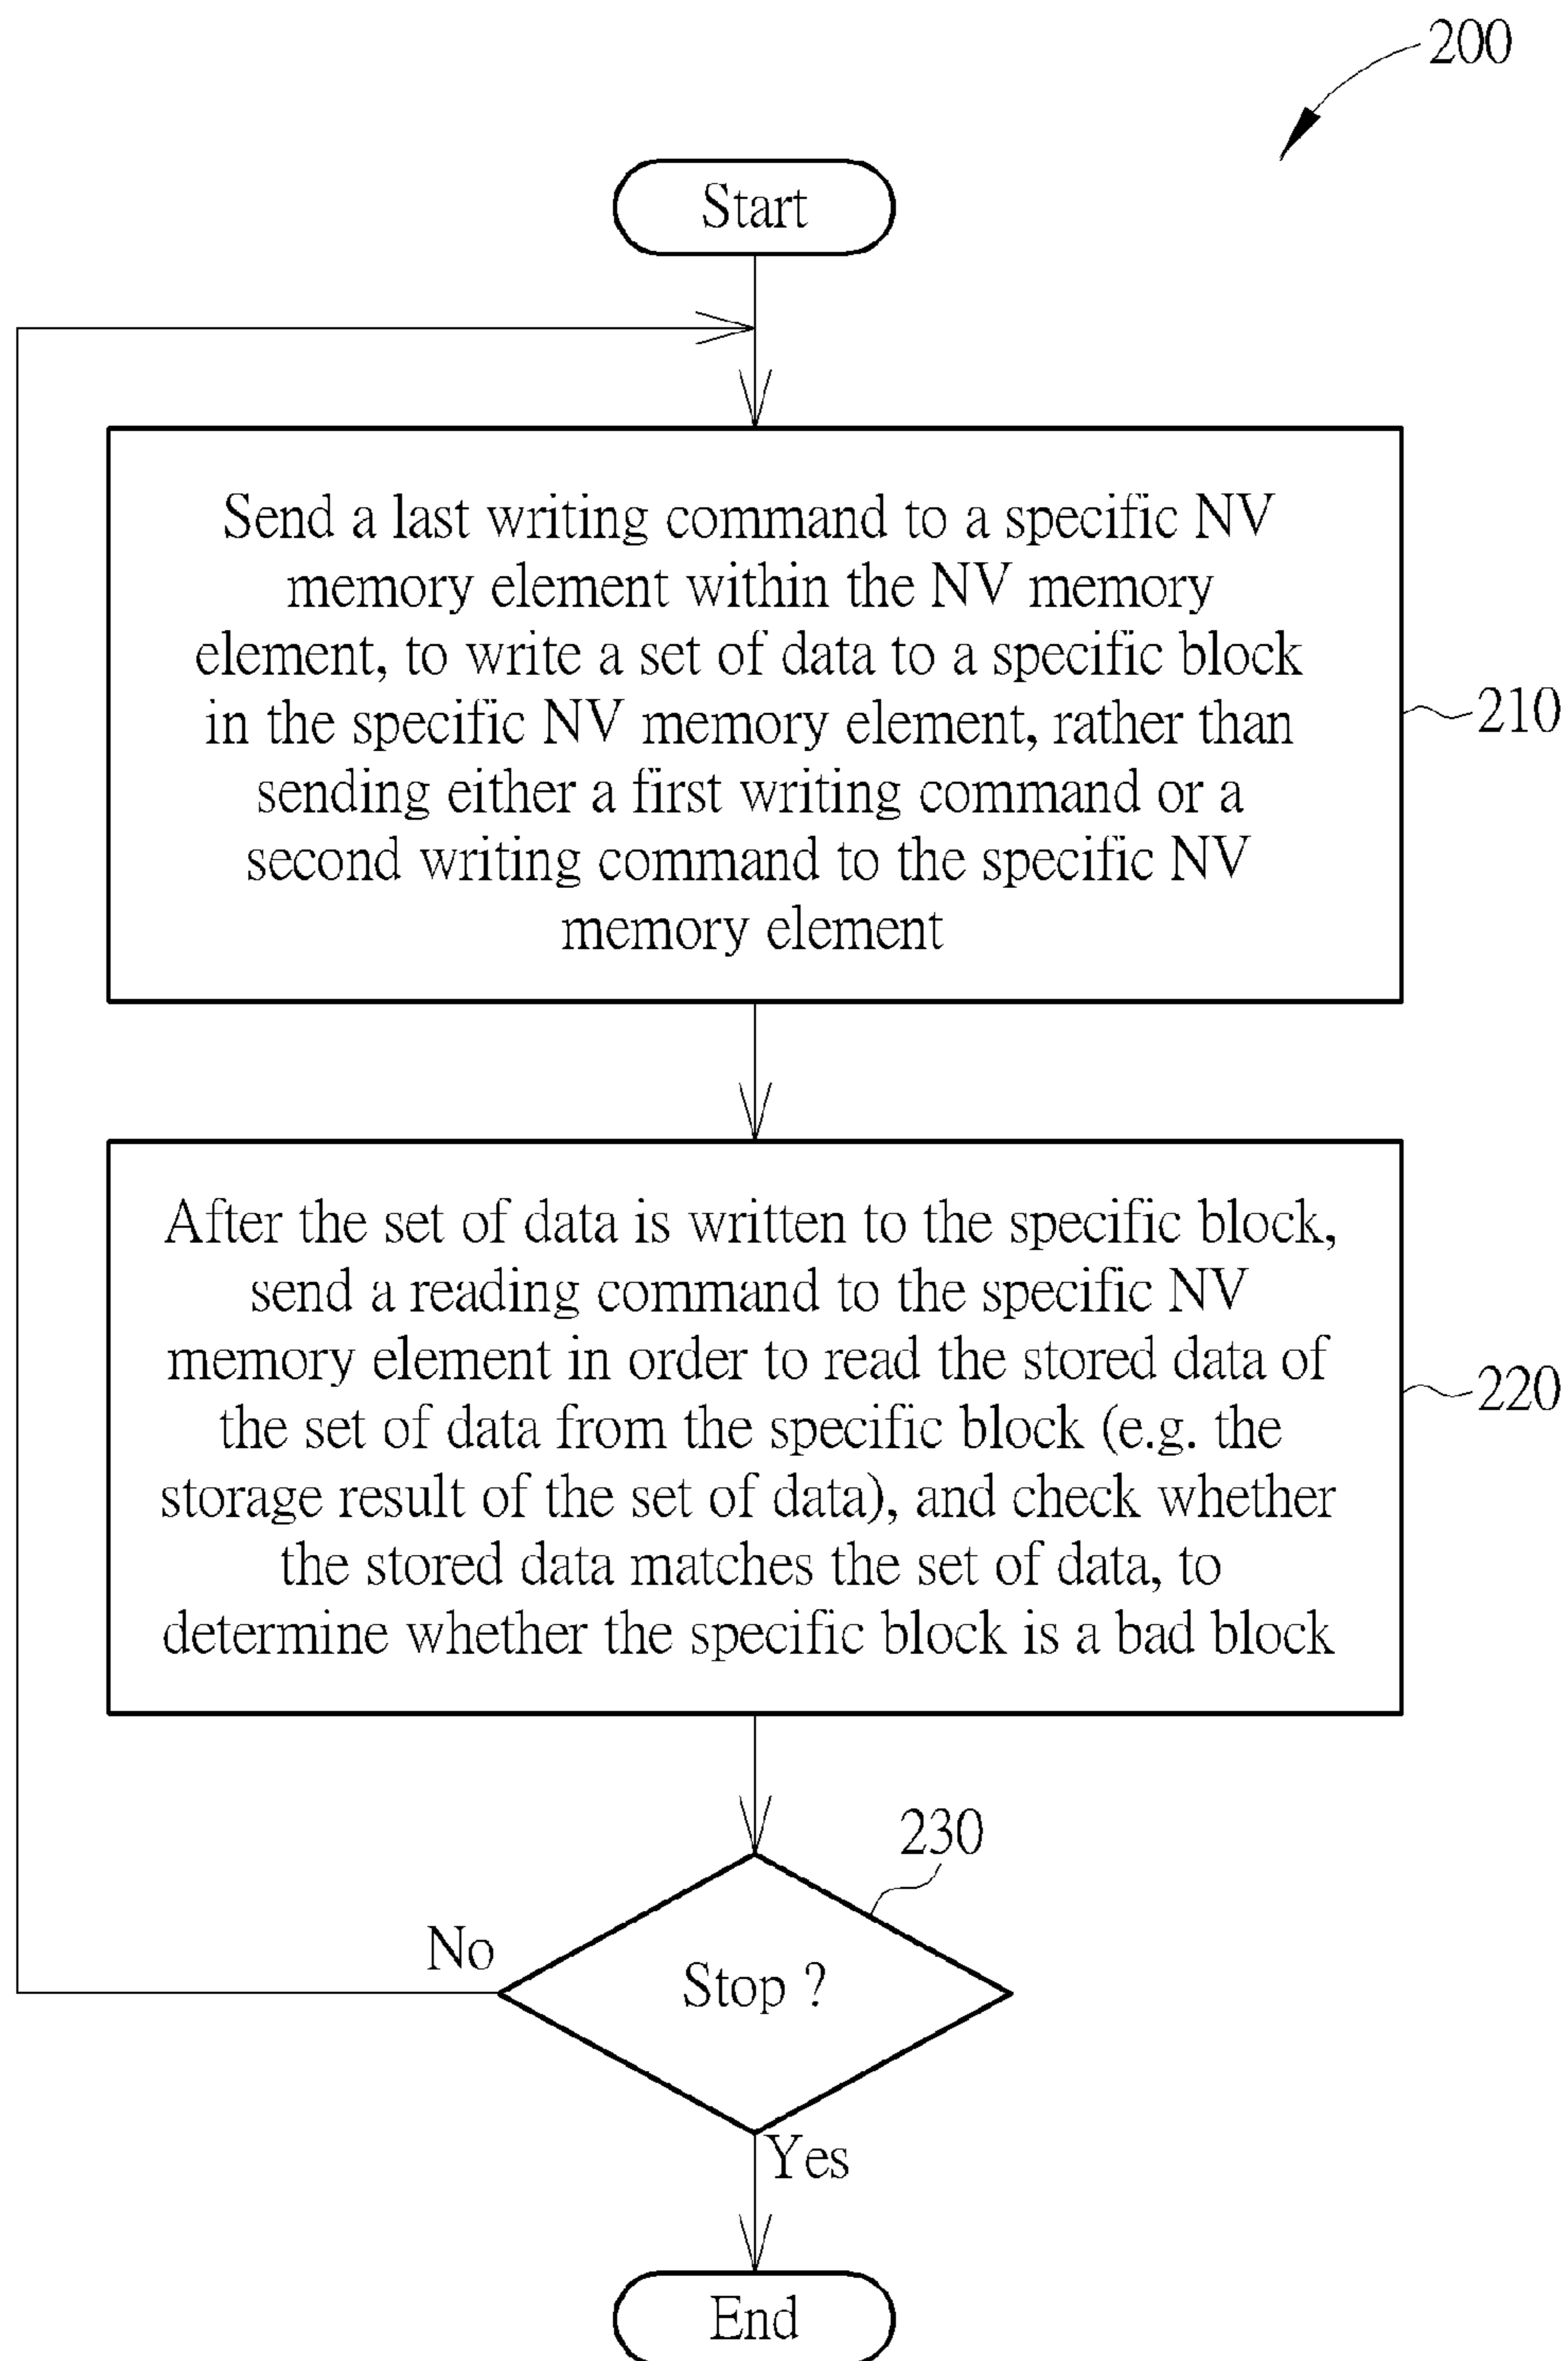 200
Start
Send a last writing command to a specific NV
memory element within the NV memory
element, to write a set of data to a specific block
in the specific NV memory element, rather than
sending either a first writing command or a
second writing command to the specific NV
memory element
210
After the set of data is written to the specific block,
send a reading command to the specific NV
memory element in order to read the stored data of
the set of data from the specific block (e.g. the
storage result of the set of data), and check whether
the stored data matches the set of data, to
determine whether the specific block is a bad block
220
230
No
Stop ?
Yes
End